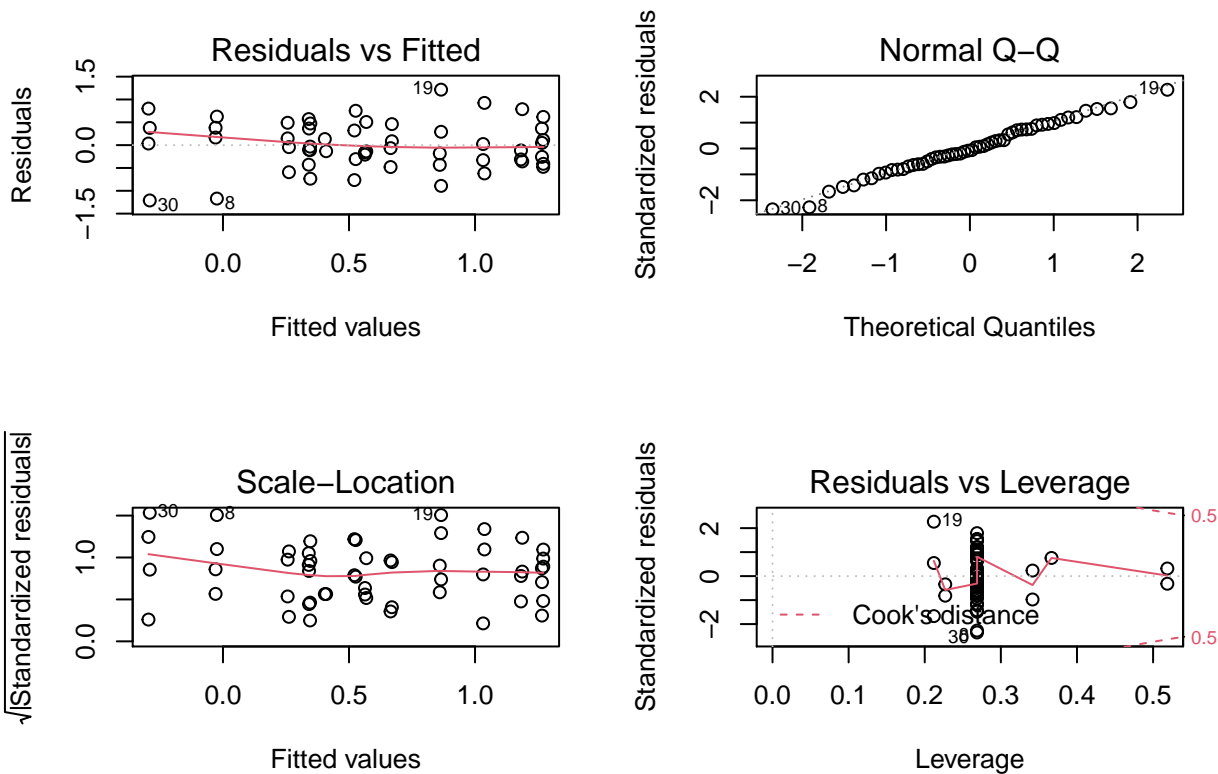 Residuals vs Fitted
Residuals
−1.5 0.0 1.5
19
30
8
0.0 0.5 1.0
Fitted values
Normal Q−Q
Standardized residuals
−2 0 2
19
30
8
−2 −1 0 1 2
Theoretical Quantiles
Scale−Location
√|Standardized residuals|
0.0 1.0
30
8
19
0.0 0.5 1.0
Fitted values
Residuals vs Leverage
Standardized residuals
−2 0 2
19
0.5
Cook's distance
30
0.5
0.0 0.1 0.2 0.3 0.4 0.5
Leverage